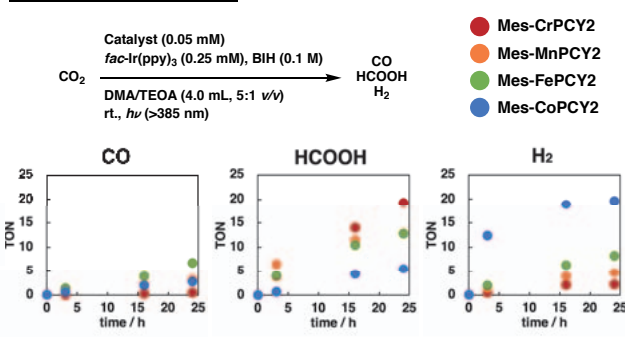 Catalyst (0.05 mM)
fac-Ir(ppy)₃ (0.25 mM), BIH (0.1 M)
CO₂
CO
HCOOH
H₂
DMA/TEOA (4.0 mL, 5:1 v/v)
rt., hν (>385 nm)
Mes-CrPCY2
Mes-MnPCY2
Mes-FePCY2
Mes-CoPCY2
CO
HCOOH
H₂
TON
25
20
15
10
5
0
0 5 10 15 20 25
time / h
TON
25
20
15
10
5
0
0 5 10 15 20 25
time / h
TON
25
20
15
10
5
0
0 5 10 15 20 25
time / h